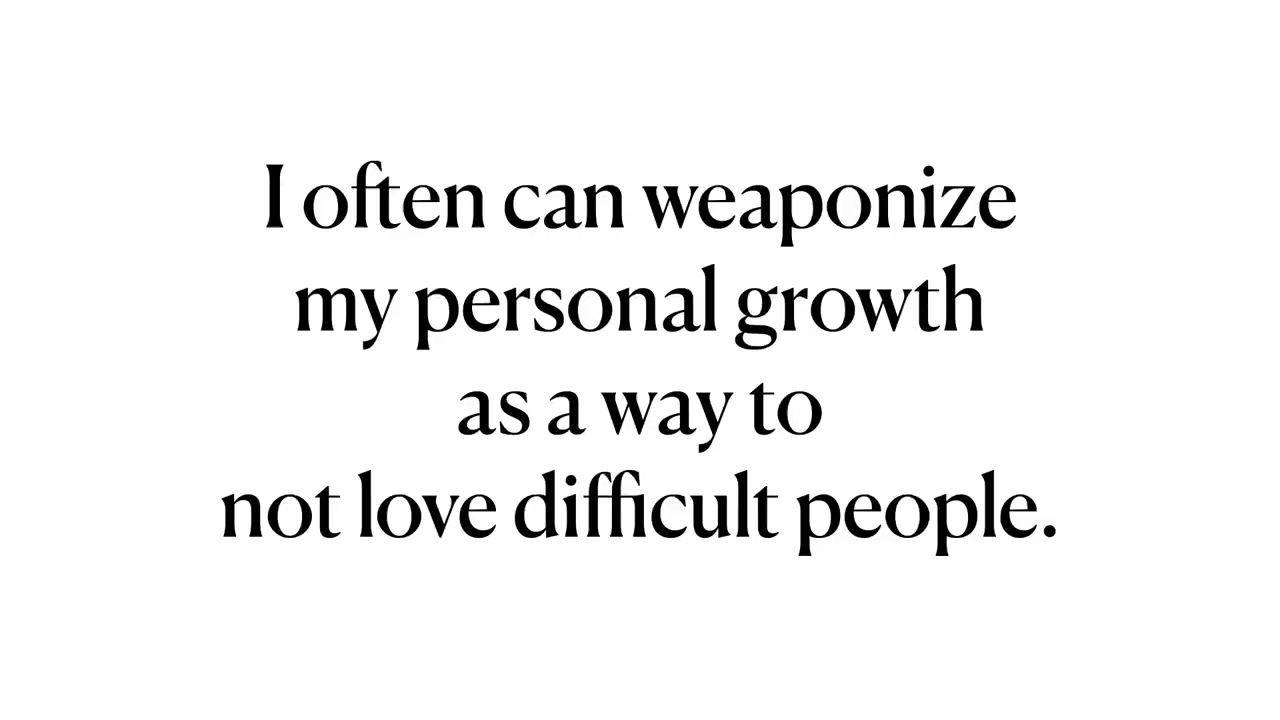 I often can weaponize
my personal growth
as a way to
not love difficult people.